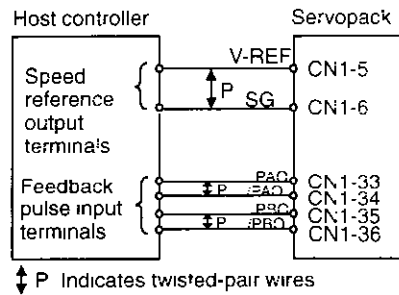 Host controller
Servopack
Speed
reference
output
terminals
V-REF
P
SG
CN1-5
CN1-6
Feedback
pulse input
terminals
PAO
P /PAO
PBO
P /PBO
CN1-33
CN1-34
CN1-35
CN1-36
P Indicates twisted-pair wires